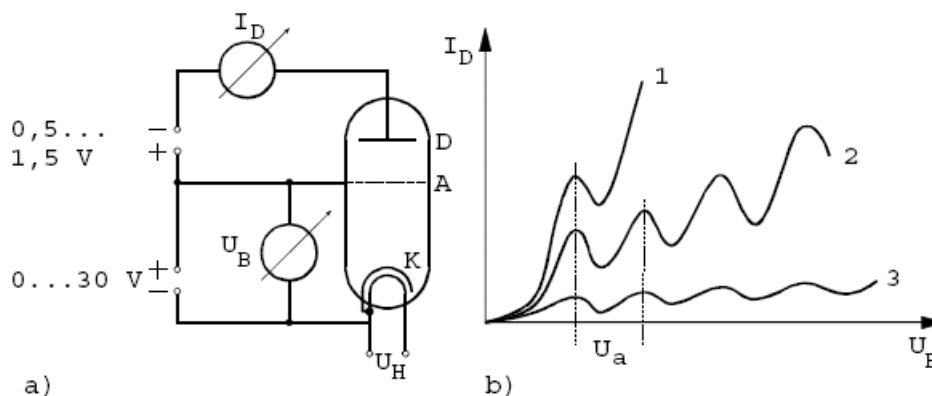 I_D
0,5... −
1,5 V +
D
A
U_B
K
0...30 V +
−
U_H
a)
I_D
1
2
3
U_a
U_B
b)